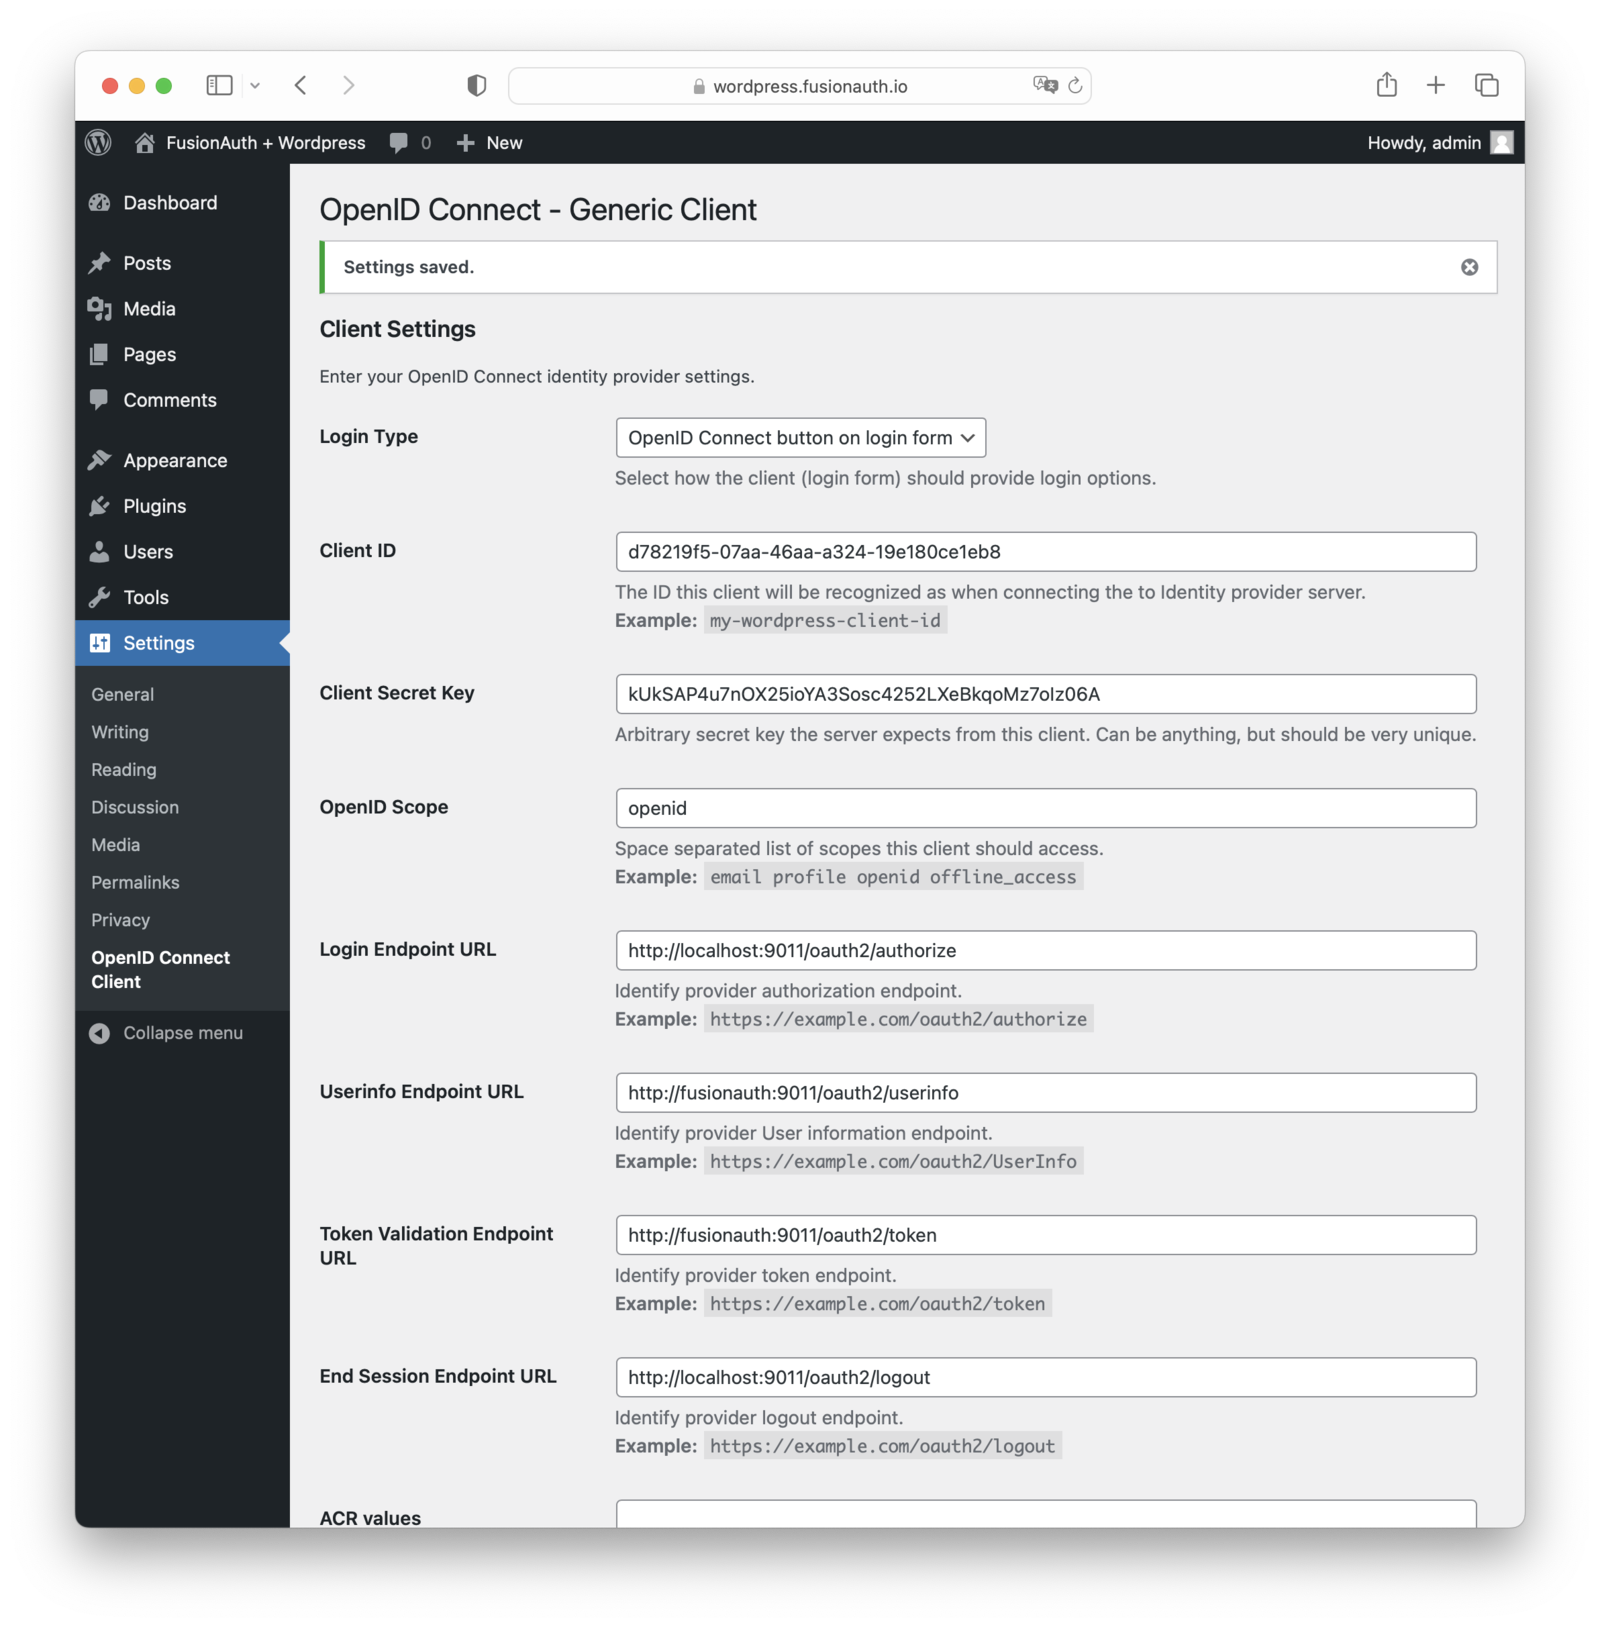 wordpress.fusionauth.io
FusionAuth + Wordpress 0 New Howdy, admin
Dashboard
Posts
Media
Pages
Comments
Appearance
Plugins
Users
Tools
Settings
General
Writing
Reading
Discussion
Media
Permalinks
Privacy
OpenID Connect
Client
Collapse menu
OpenID Connect - Generic Client
Settings saved.
Client Settings
Enter your OpenID Connect identity provider settings.
Login Type
OpenID Connect button on login form
Select how the client (login form) should provide login options.
Client ID
d78219f5-07aa-46aa-a324-19e180ce1eb8
The ID this client will be recognized as when connecting the to Identity provider server.
Example: my-wordpress-client-id
Client Secret Key
kUkSAP4u7nOX25ioYA3Sosc4252LXeBkqoMz7oIz06A
Arbitrary secret key the server expects from this client. Can be anything, but should be very unique.
OpenID Scope
openid
Space separated list of scopes this client should access.
Example: email profile openid offline_access
Login Endpoint URL
http://localhost:9011/oauth2/authorize
Identify provider authorization endpoint.
Example: https://example.com/oauth2/authorize
Userinfo Endpoint URL
http://fusionauth:9011/oauth2/userinfo
Identify provider User information endpoint.
Example: https://example.com/oauth2/UserInfo
Token Validation Endpoint
URL
http://fusionauth:9011/oauth2/token
Identify provider token endpoint.
Example: https://example.com/oauth2/token
End Session Endpoint URL
http://localhost:9011/oauth2/logout
Identify provider logout endpoint.
Example: https://example.com/oauth2/logout
ACR values